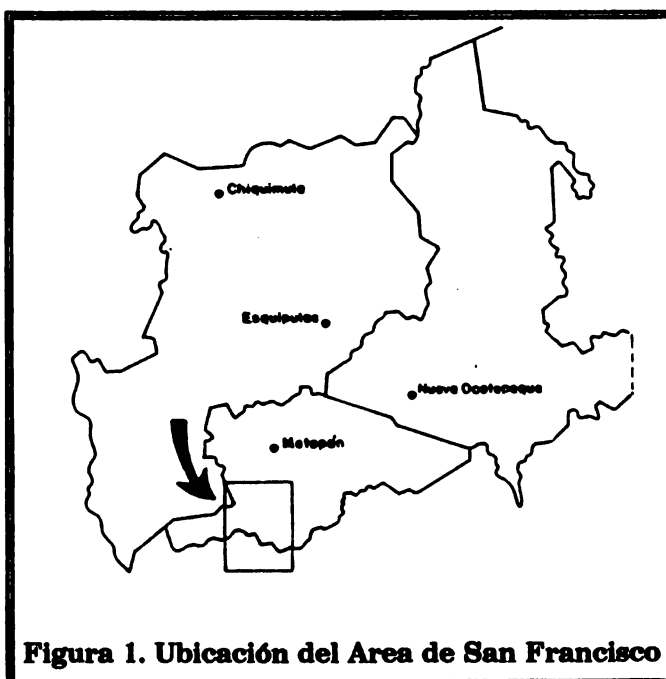 Chiquimula
Esquipulas
Nueva Ocotepeque
Metapán
Figura 1. Ubicación del Area de San Francisco